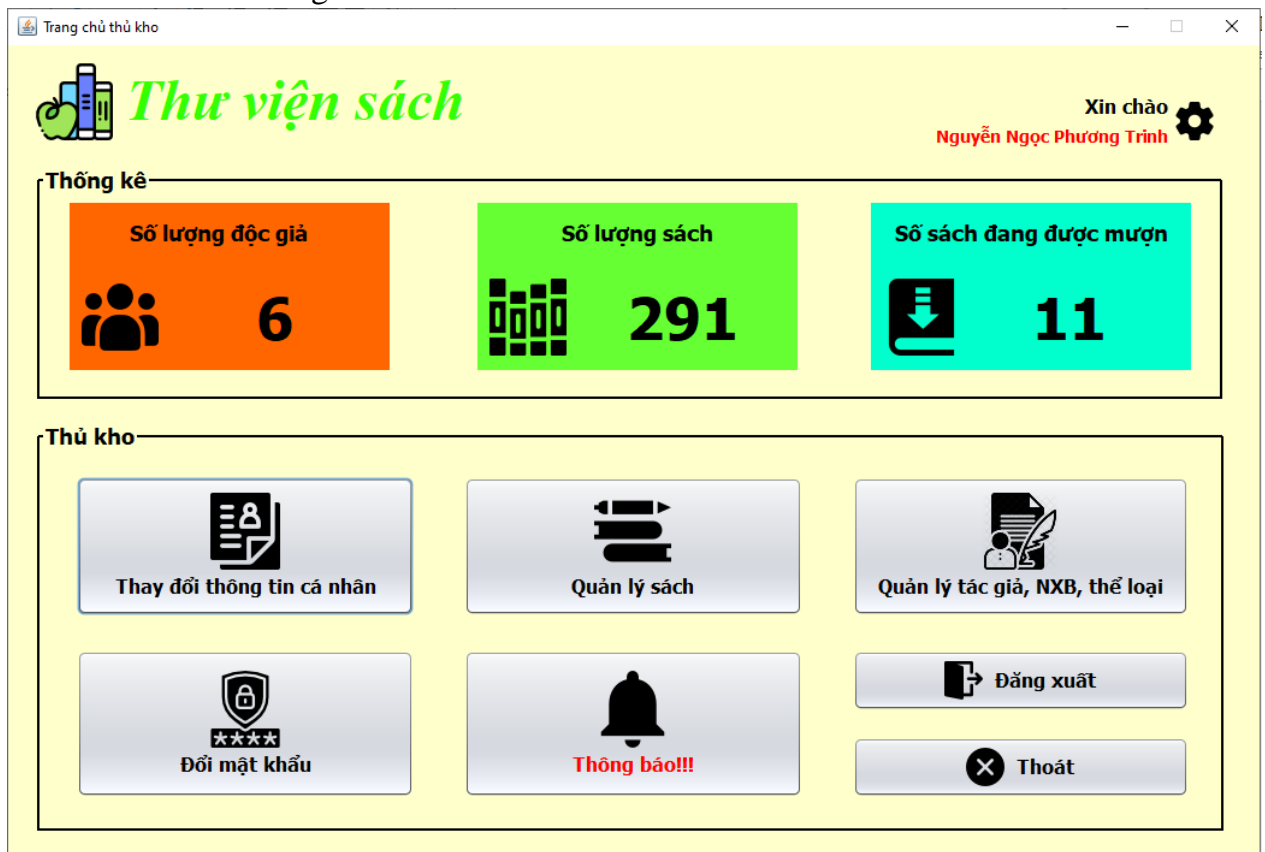 Trang chủ thủ kho
Thư viện sách
Xin chào
Nguyễn Ngọc Phương Trinh
Thống kê
Số lượng độc giả
6
Số lượng sách
291
Số sách đang được mượn
11
Thủ kho
Thay đổi thông tin cá nhân
Quản lý sách
Quản lý tác giả, NXB, thể loại
****
Đổi mật khẩu
Thông báo!!!
Đăng xuất
Thoát